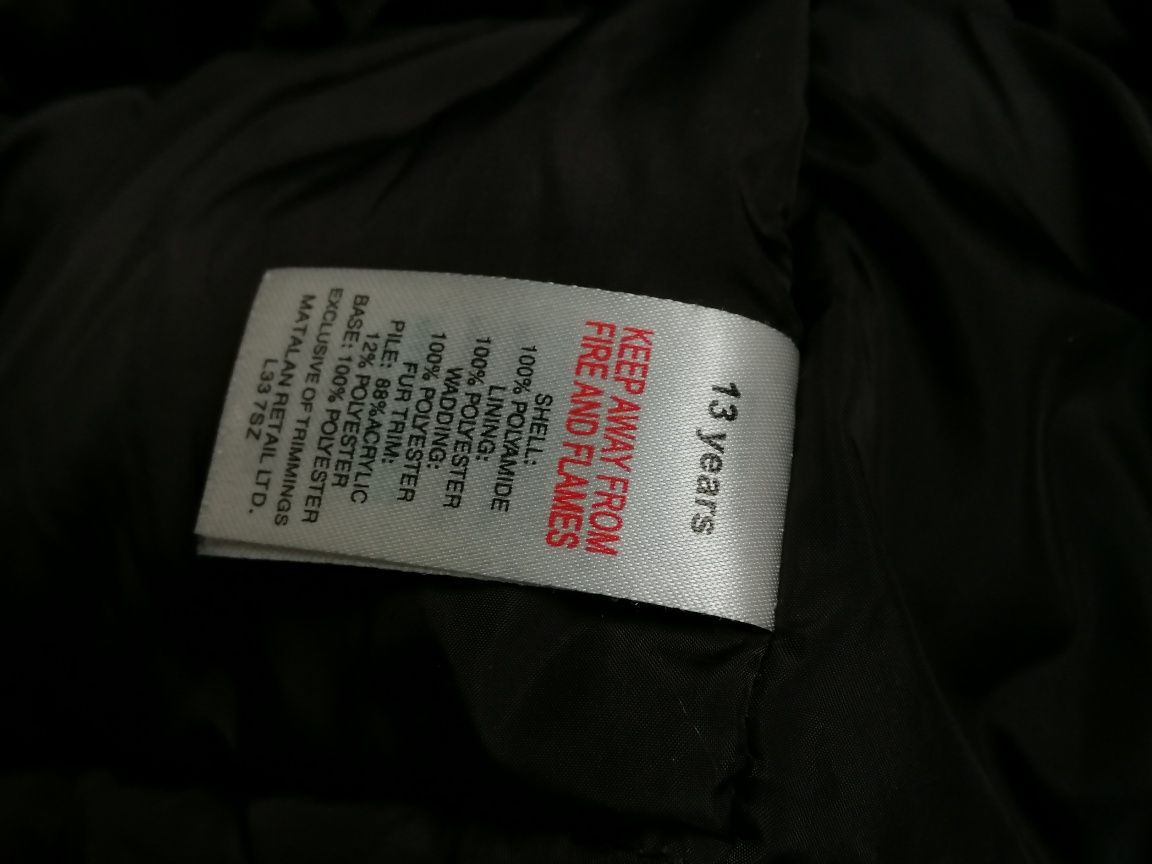 13 years
KEEP AWAY FROM
FIRE AND FLAMES
SHELL:
100% POLYAMIDE
LINING:
100% POLYESTER
WADDING:
100% POLYESTER
FUR TRIM:
PILE: 88%ACRYLIC
12% POLYESTER
BASE: 100% POLYESTER
EXCLUSIVE OF TRIMMINGS
MATALAN RETAIL LTD.
L33 7SZ